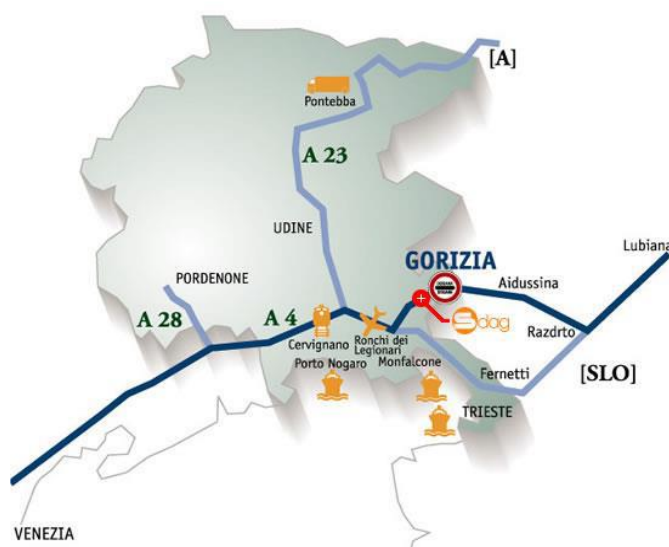 [A]
Pontebba
A 23
UDINE
Lubiana
GORIZIA
Aidussina
PORDENONE
A 28
A 4
Sdag
Razdrto
Cervignano
Ronchi dei
Legionari
Porto Nogaro
Monfalcone
Fernetti
[SLO]
TRIESTE
VENEZIA